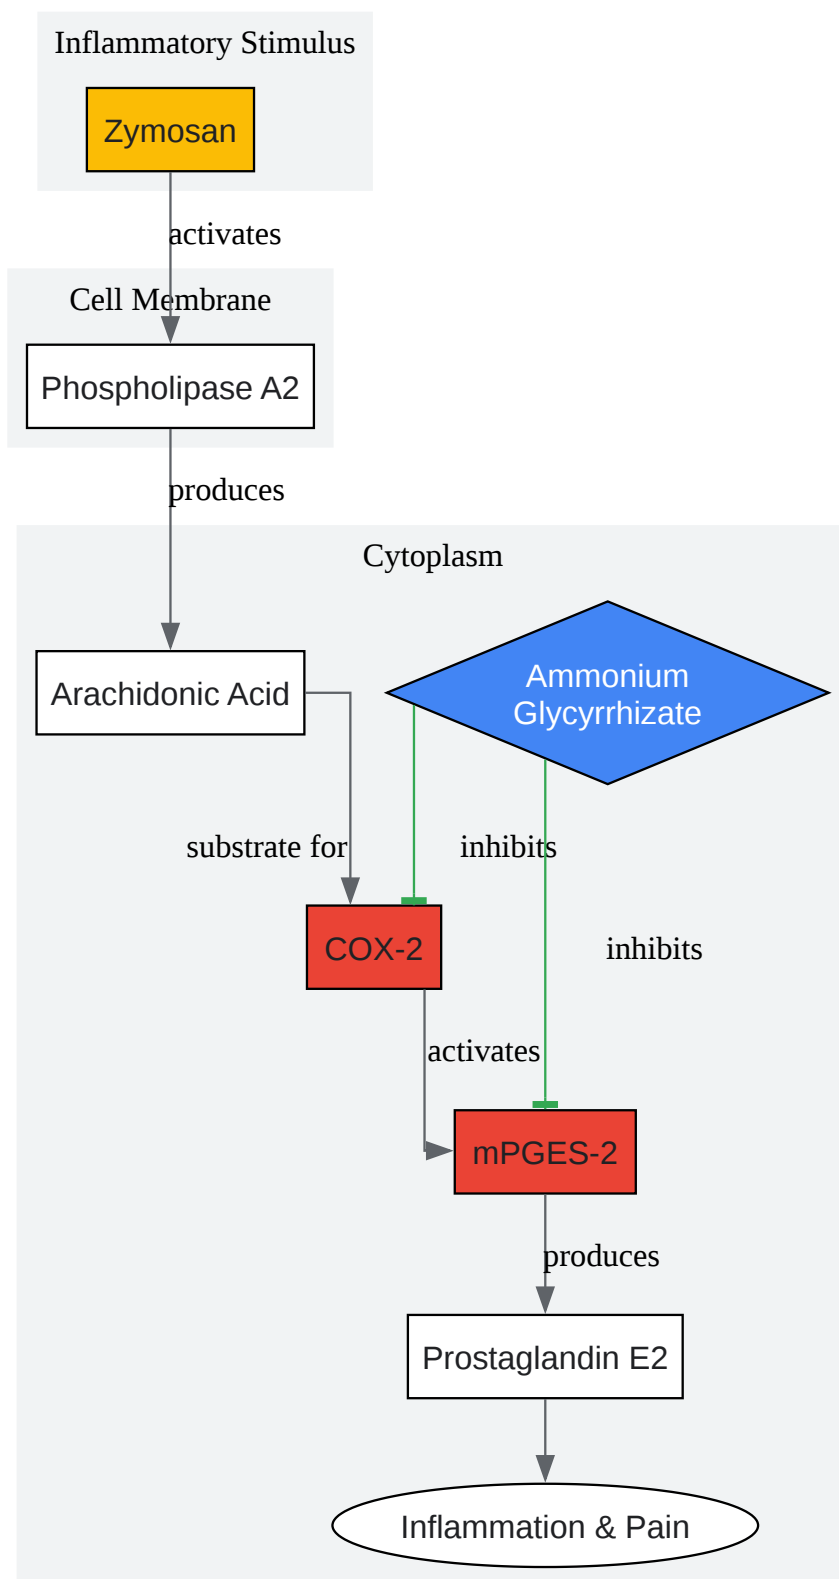 Inflammatory Stimulus
Zymosan
activates
Cell Membrane
Phospholipase A2
produces
Cytoplasm
Arachidonic Acid
Ammonium
Glycyrrhizate
substrate for
inhibits
COX-2
inhibits
activates
mPGES-2
produces
Prostaglandin E2
Inflammation & Pain